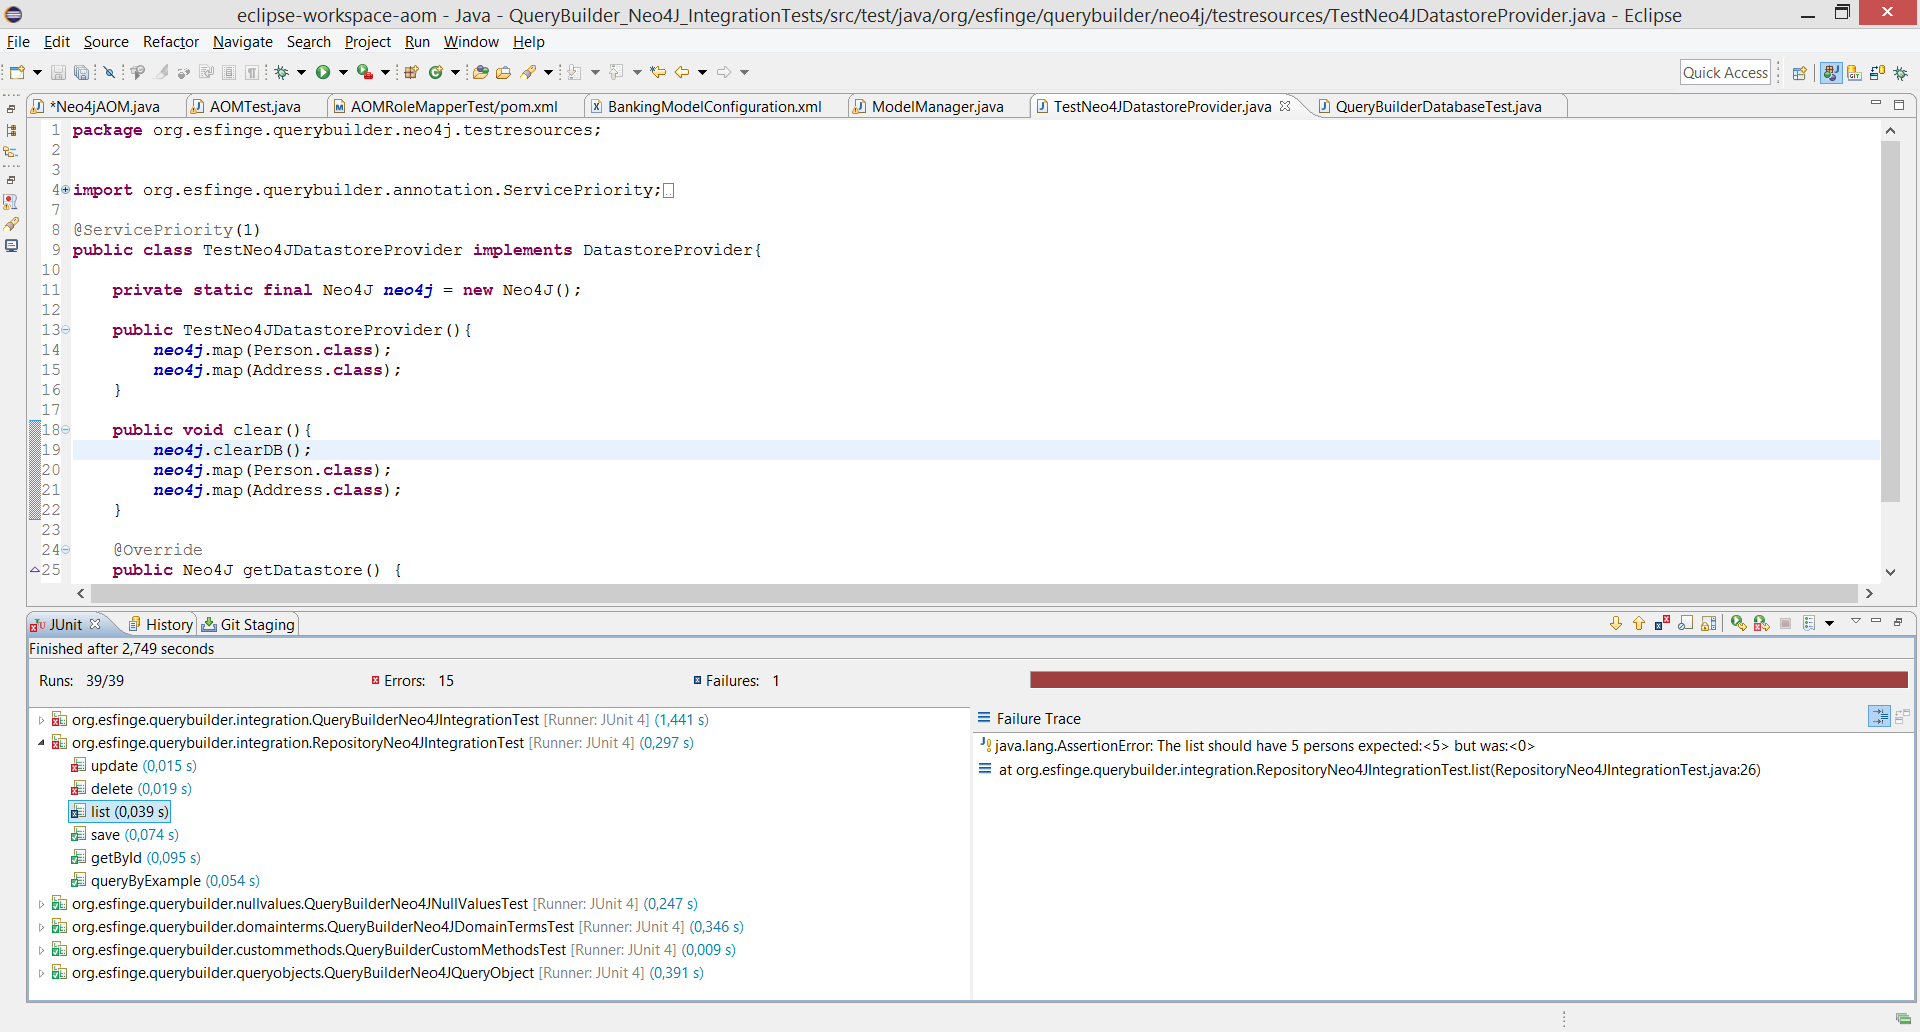 eclipse-workspace-aom - Java - QueryBuilder_Neo4J_IntegrationTests/src/test/java/org/esfinge/querybuilder/neo4j/testresources/TestNeo4JDatastoreProvider.java - Eclipse
File Edit Source Refactor Navigate Search Project Run Window Help
Quick Access
*Neo4jAOM.java AOMTest.java AOMRoleMapperTest/pom.xml BankingModelConfiguration.xml ModelManager.java TestNeo4JDatastoreProvider.java QueryBuilderDatabaseTest.java
1 package org.esfinge.querybuilder.neo4j.testresources;
2
3
4 import org.esfinge.querybuilder.annotation.ServicePriority;
7
8 @ServicePriority(1)
9 public class TestNeo4JDatastoreProvider implements DatastoreProvider{
10
11 private static final Neo4J neo4j = new Neo4J();
12
13 public TestNeo4JDatastoreProvider(){
14 neo4j.map(Person.class);
15 neo4j.map(Address.class);
16 }
17
18 public void clear(){
19 neo4j.clearDB();
20 neo4j.map(Person.class);
21 neo4j.map(Address.class);
22 }
23
24 @Override
25 public Neo4J getDatastore() {
JUnit History Git Staging
Finished after 2,749 seconds
Runs: 39/39 Errors: 15 Failures: 1
org.esfinge.querybuilder.integration.QueryBuilderNeo4JIntegrationTest [Runner: JUnit 4] (1,441 s)
org.esfinge.querybuilder.integration.RepositoryNeo4JIntegrationTest [Runner: JUnit 4] (0,297 s)
update (0,015 s)
delete (0,019 s)
list (0,039 s)
save (0,074 s)
getById (0,095 s)
queryByExample (0,054 s)
org.esfinge.querybuilder.nullvalues.QueryBuilderNeo4JNullValuesTest [Runner: JUnit 4] (0,247 s)
org.esfinge.querybuilder.domainterms.QueryBuilderNeo4JDomainTermsTest [Runner: JUnit 4] (0,346 s)
org.esfinge.querybuilder.custommethods.QueryBuilderCustomMethodsTest [Runner: JUnit 4] (0,009 s)
org.esfinge.querybuilder.queryobjects.QueryBuilderNeo4JQueryObject [Runner: JUnit 4] (0,391 s)
Failure Trace
java.lang.AssertionError: The list should have 5 persons expected:<5> but was:<0>
at org.esfinge.querybuilder.integration.RepositoryNeo4JIntegrationTest.list(RepositoryNeo4JIntegrationTest.java:26)